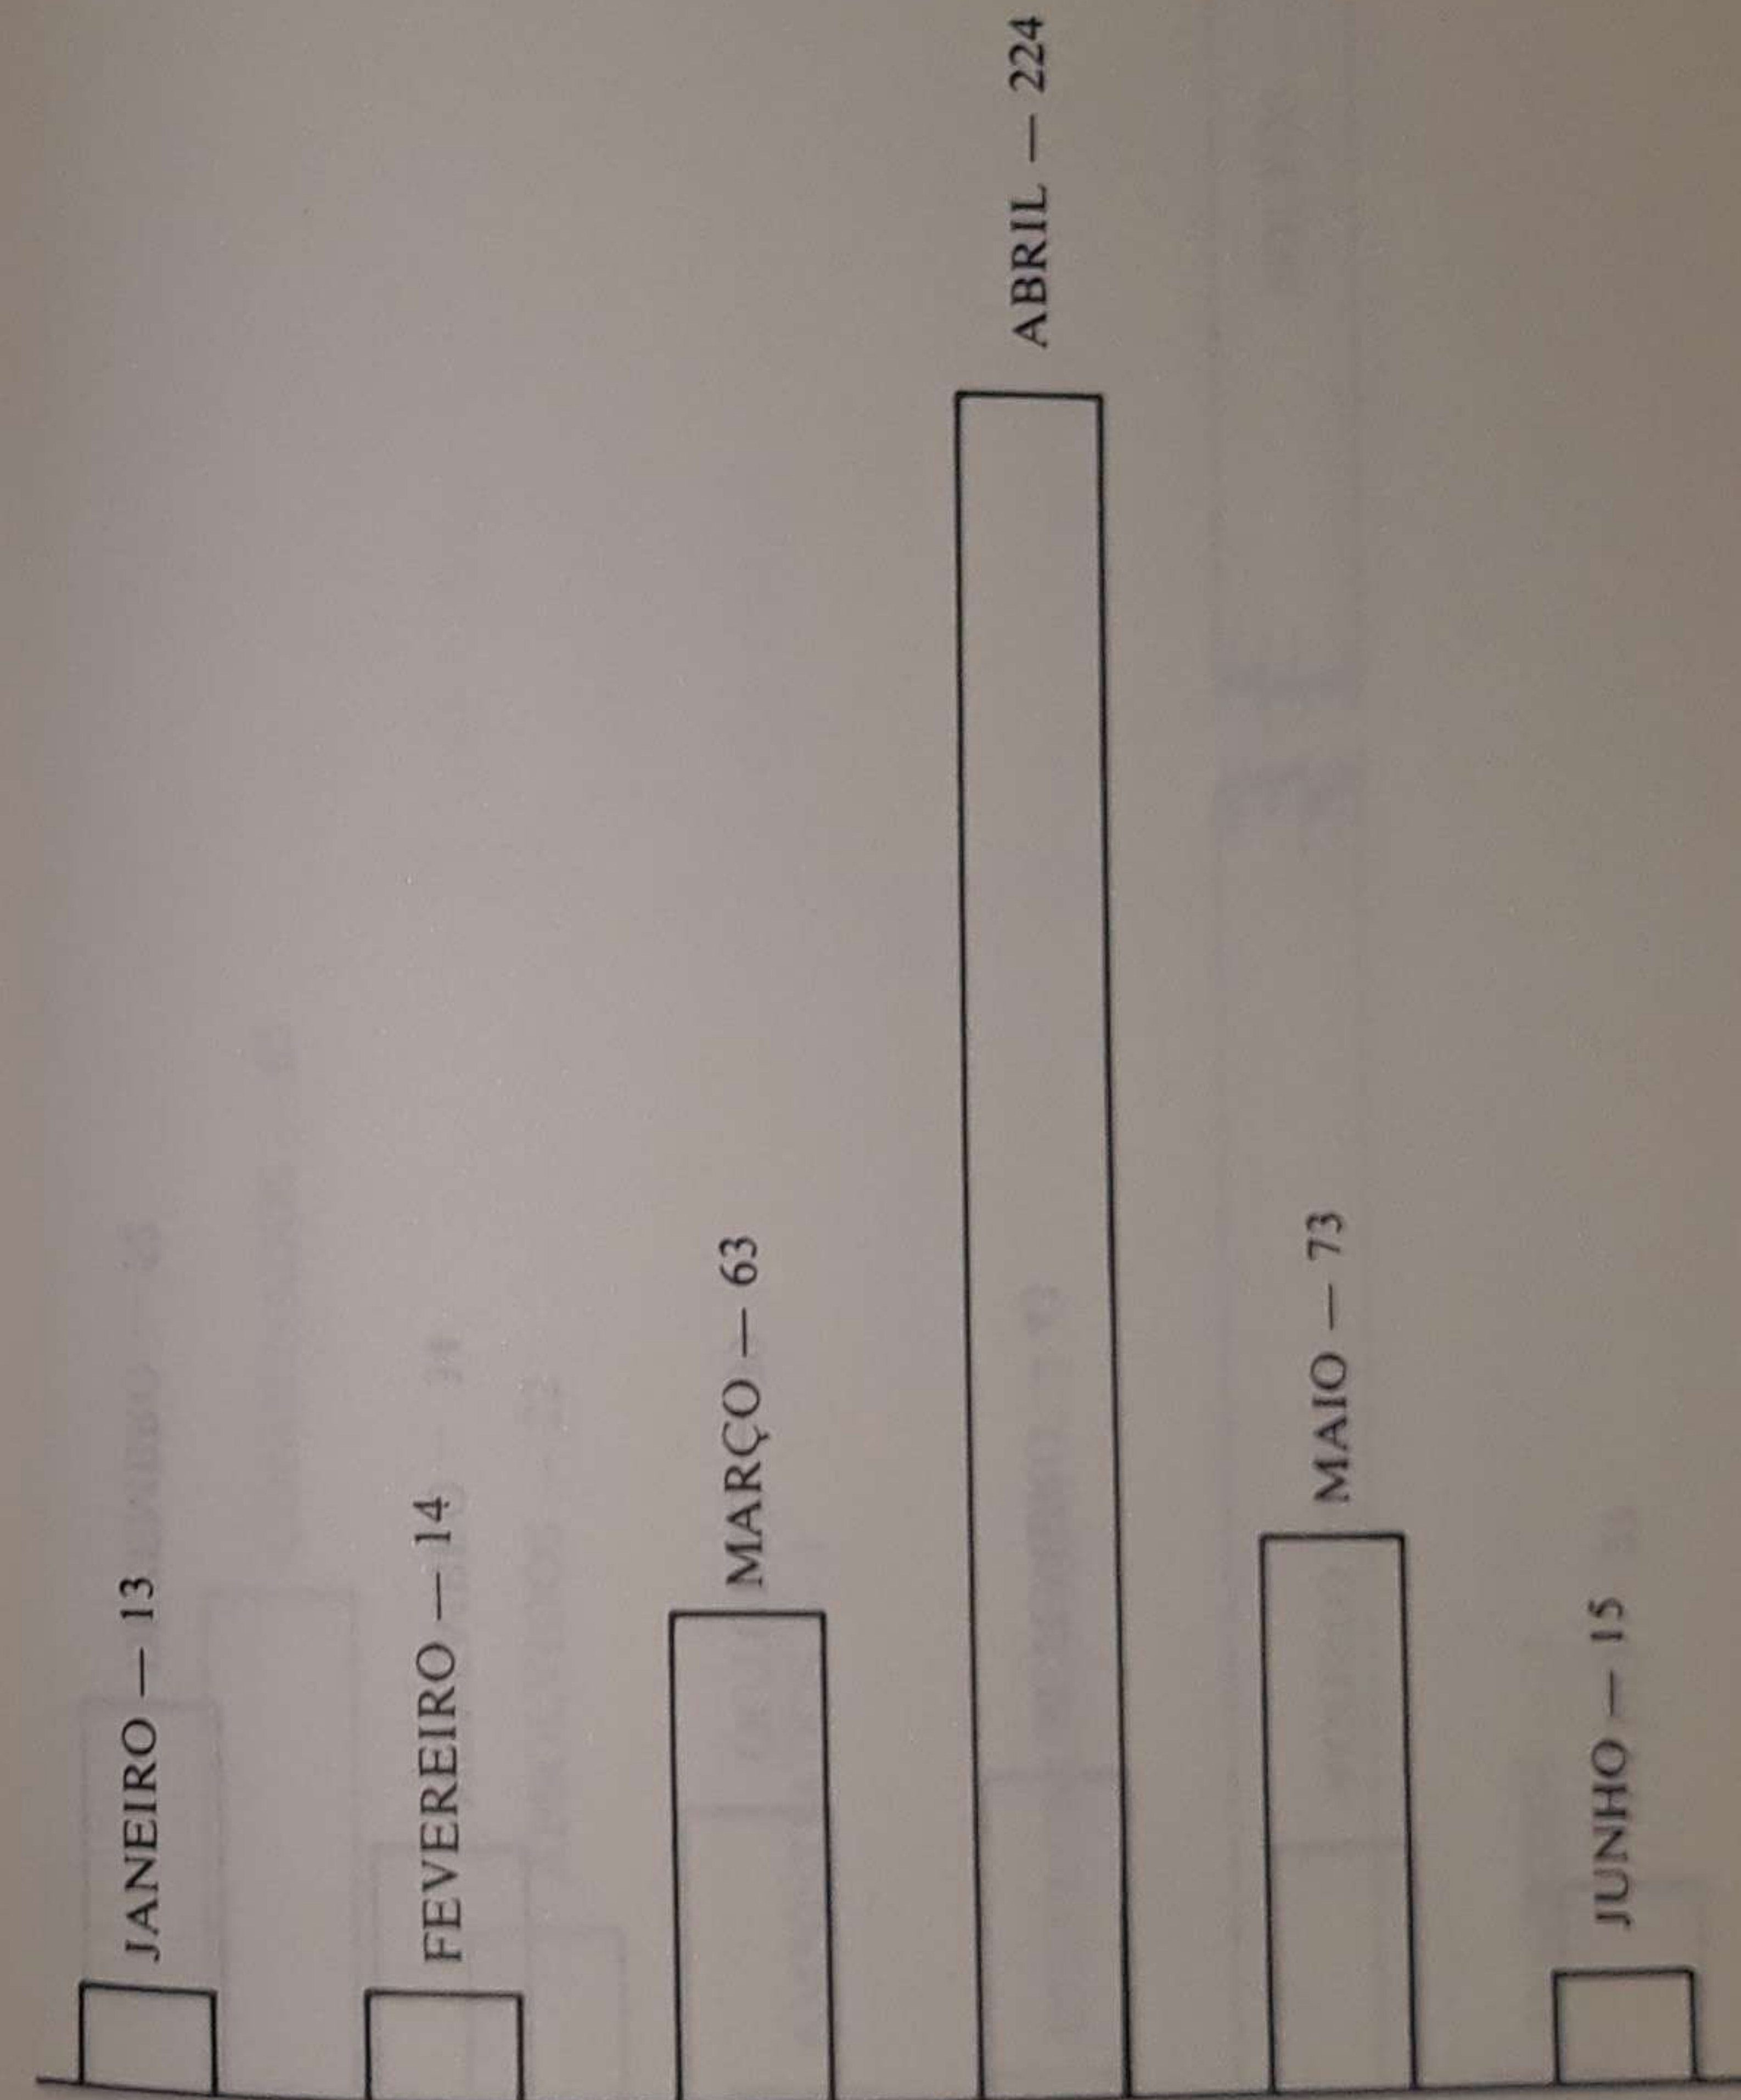 JANEIRO — 13
FEVEREIRO — 14
MARÇO — 63
ABRIL — 224
MAIO — 73
JUNHO — 15